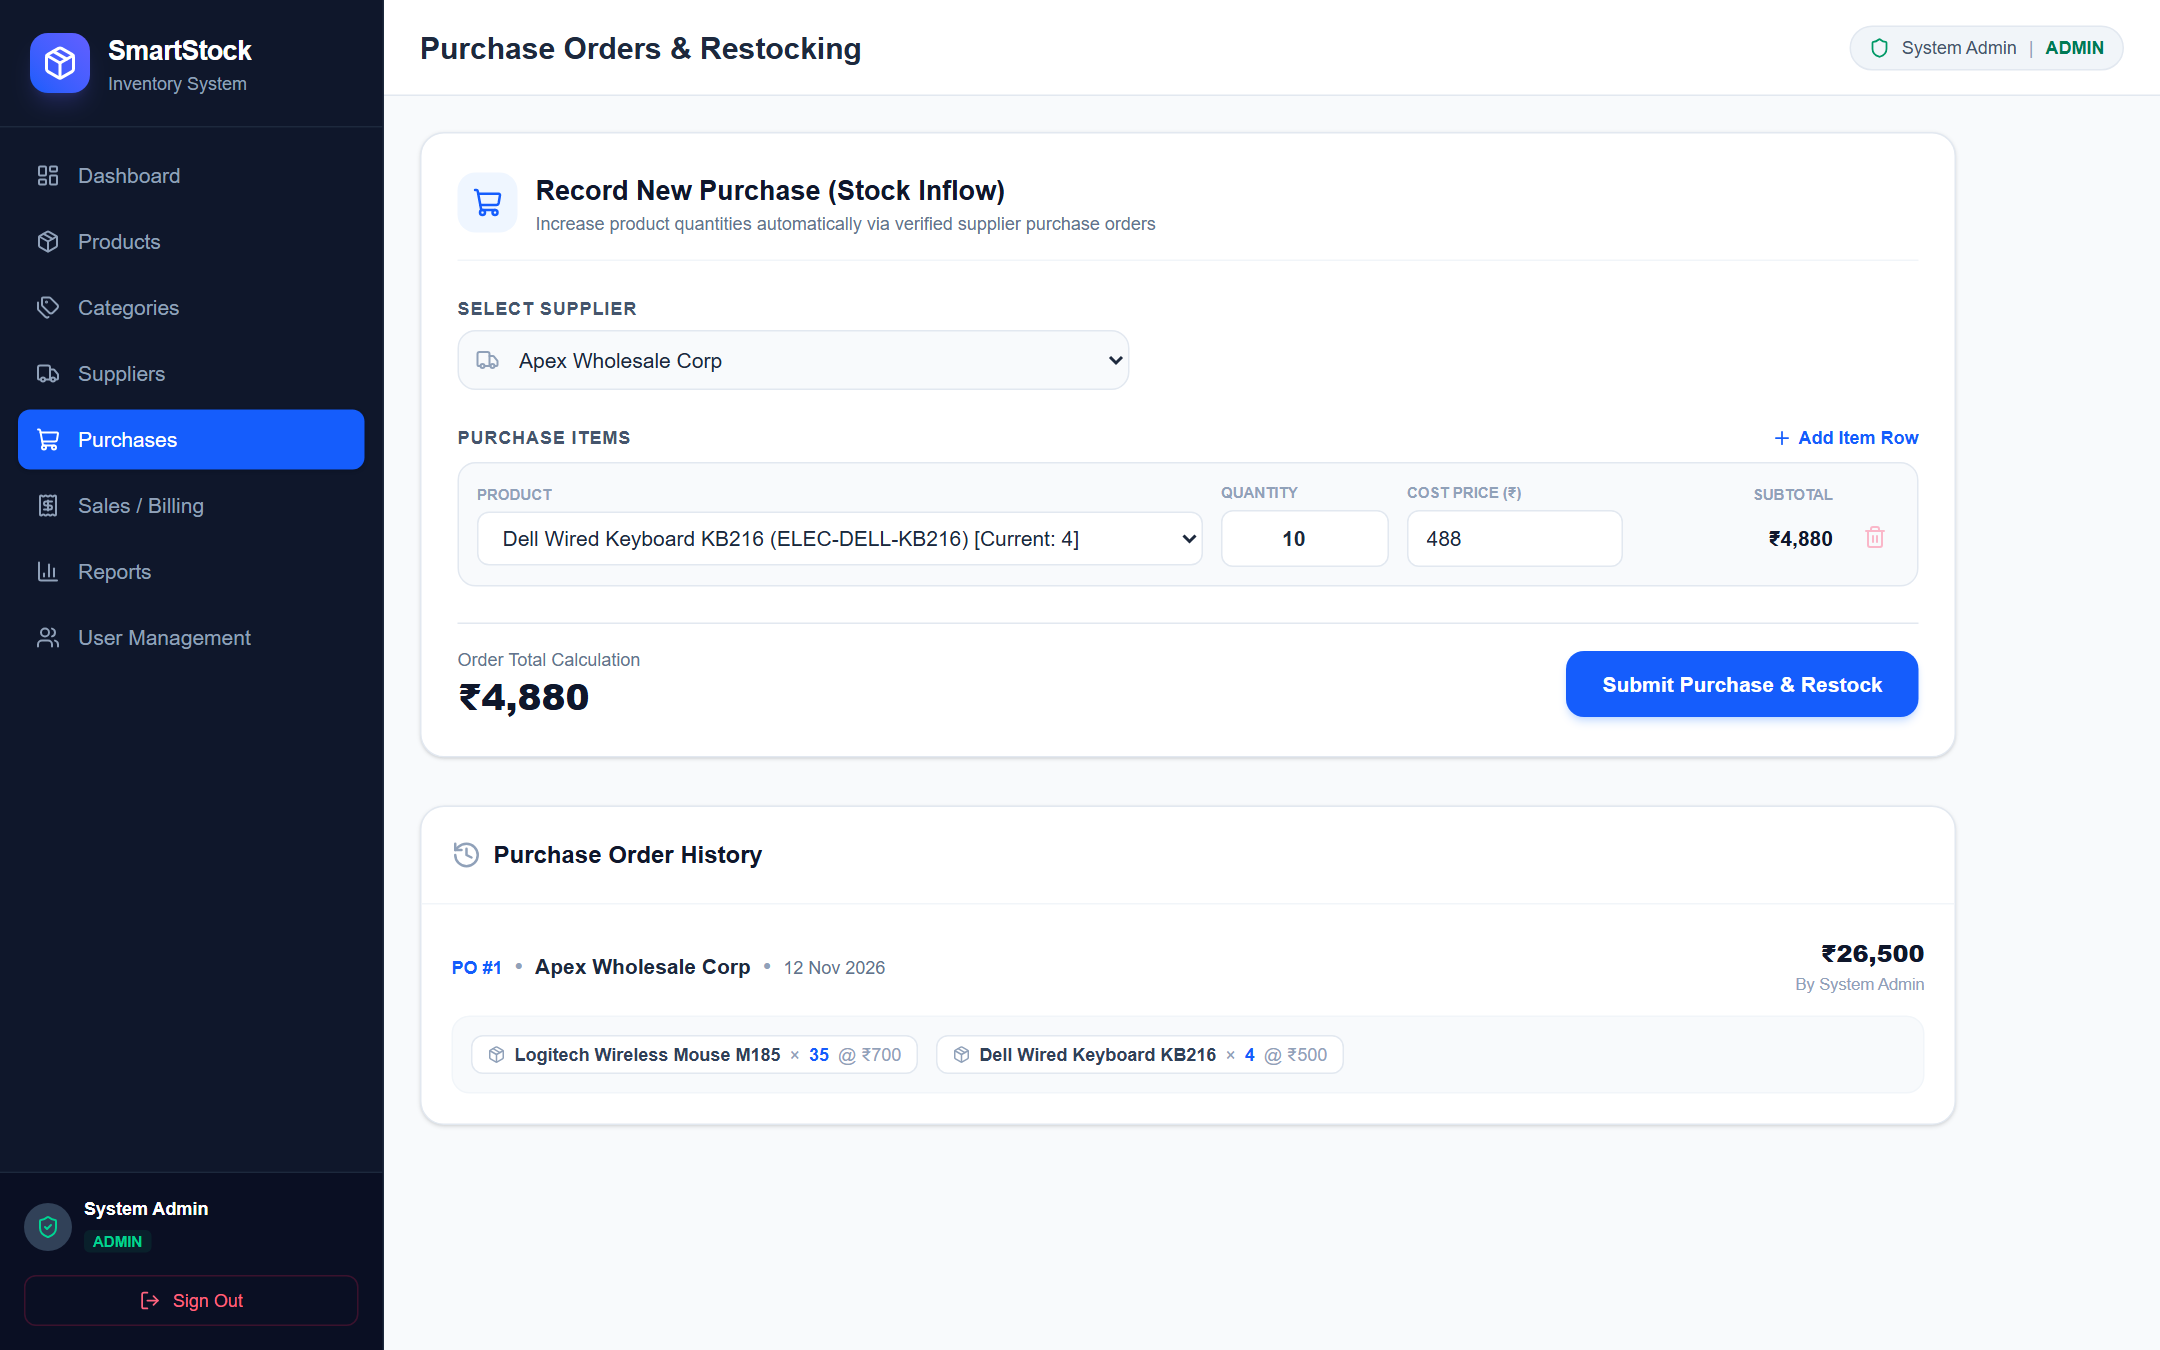 SmartStock
Inventory System
Dashboard
Products
Categories
Suppliers
Purchases
Sales / Billing
Reports
User Management
System Admin
ADMIN
Sign Out
Purchase Orders & Restocking
System Admin | ADMIN
Record New Purchase (Stock Inflow)
Increase product quantities automatically via verified supplier purchase orders
SELECT SUPPLIER
Apex Wholesale Corp
PURCHASE ITEMS
+ Add Item Row
PRODUCT QUANTITY COST PRICE (₹) SUBTOTAL
Dell Wired Keyboard KB216 (ELEC-DELL-KB216) [Current: 4] 10 488 ₹4,880
Order Total Calculation
₹4,880
Submit Purchase & Restock
Purchase Order History
PO #1 • Apex Wholesale Corp • 12 Nov 2026
₹26,500
By System Admin
Logitech Wireless Mouse M185 × 35 @ ₹700
Dell Wired Keyboard KB216 × 4 @ ₹500